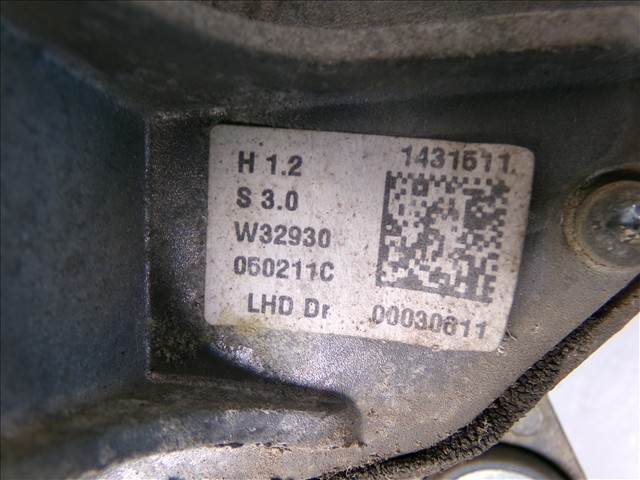 H 1.2 1431511
S 3.0
W32930
050211C
LHD Dr 00030611